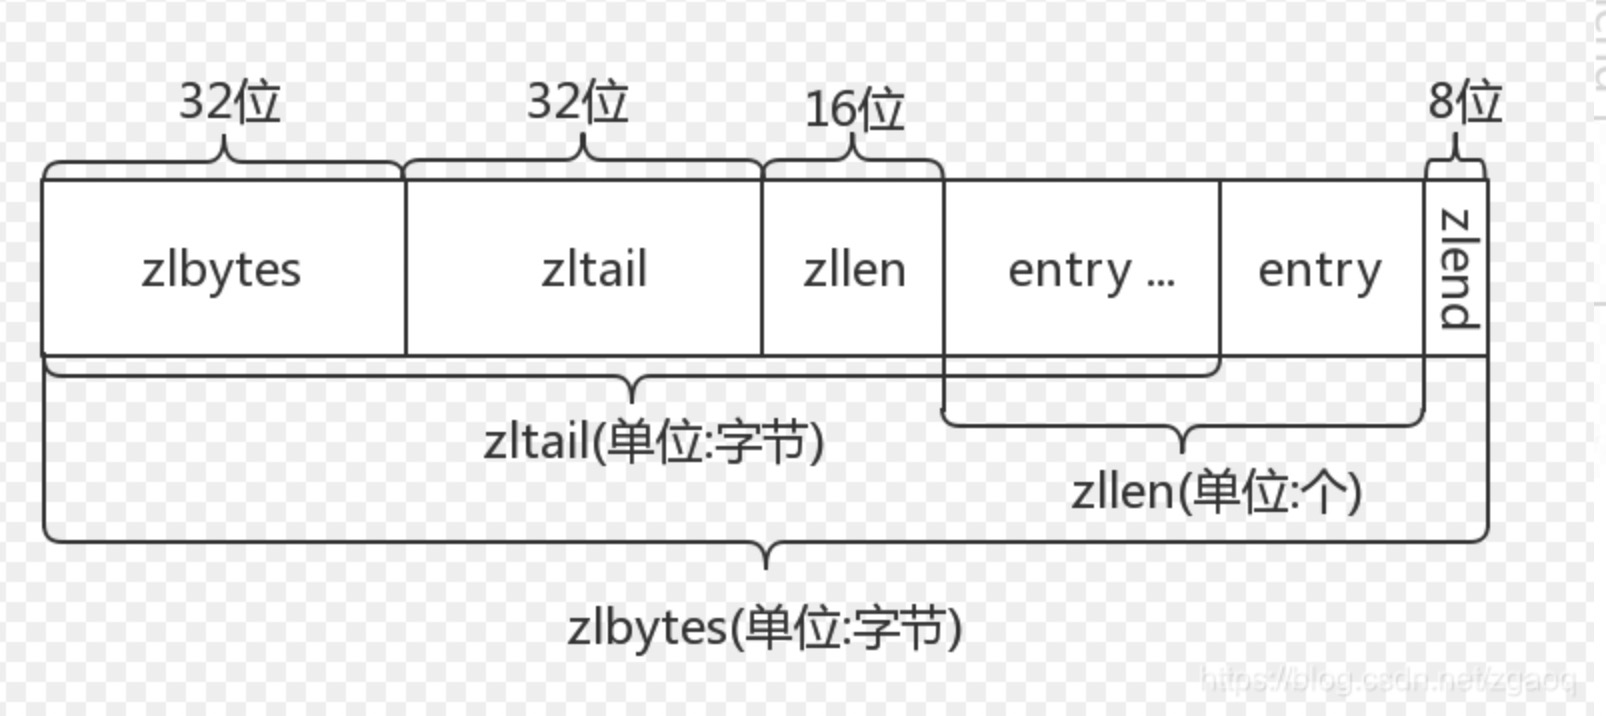 32位
32位
16位
8位
zlbytes
zltail
zllen
entry ...
entry
zlend
zltail(单位:字节)
zllen(单位:个)
zlbytes(单位:字节)
https://blog.csdn.net/zgaoq